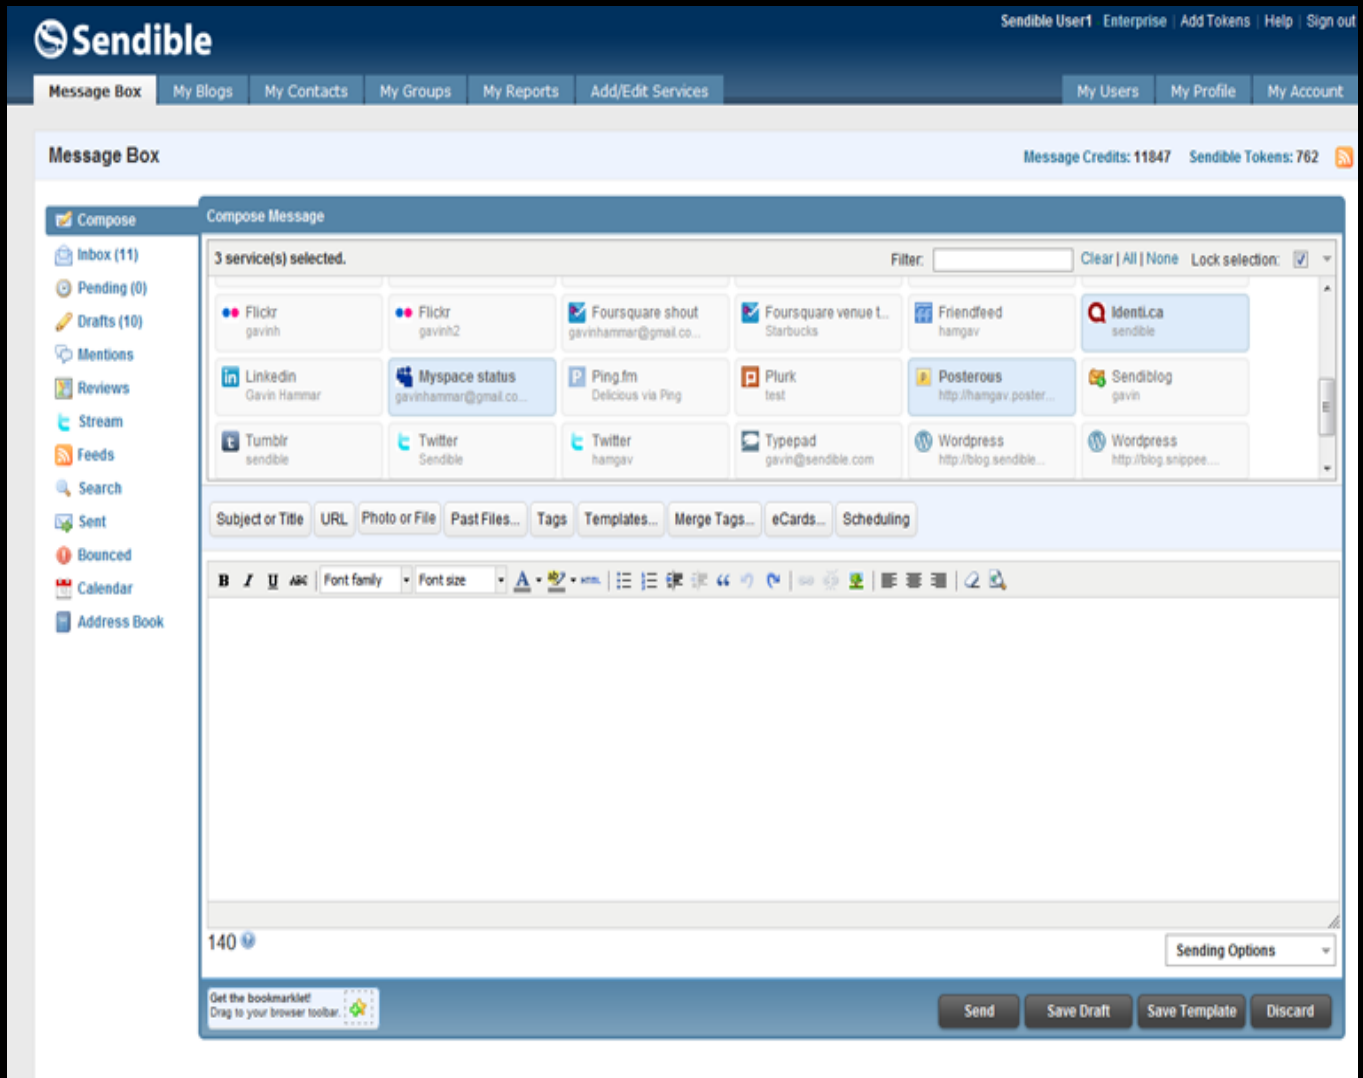 Sendible
Sendible User1 Enterprise | Add Tokens | Help | Sign out
Message Box My Blogs My Contacts My Groups My Reports Add/Edit Services My Users My Profile My Account
Message Box Message Credits: 11847 Sendible Tokens: 762
Compose
Inbox (11)
Pending (0)
Drafts (10)
Mentions
Reviews
Stream
Feeds
Search
Sent
Bounced
Calendar
Address Book
Compose Message
3 service(s) selected. Filter: Clear | All | None Lock selection:
Flickr Flickr Foursquare shout Foursquare venue t... Friendfeed Identi.ca
gavinh gavinh2 gavinhammar@gmail.co... Starbucks hamgav sendible
Linkedin Myspace status Ping.fm Plurk Posterous Sendiblog
Gavin Hammar gavinhammar@gmail.co... Delicious via Ping test http://hamgav.poster... gavin
Tumblr Twitter Twitter Typepad Wordpress Wordpress
sendible Sendible hamgav gavin@sendible.com http://blog.sendible... http://blog.snippee....
Subject or Title URL Photo or File Past Files... Tags Templates... Merge Tags... eCards... Scheduling
B I U ABC Font family Font size A ab HTML
140
Sending Options
Get the bookmarklet!
Drag to your browser toolbar.
Send Save Draft Save Template Discard